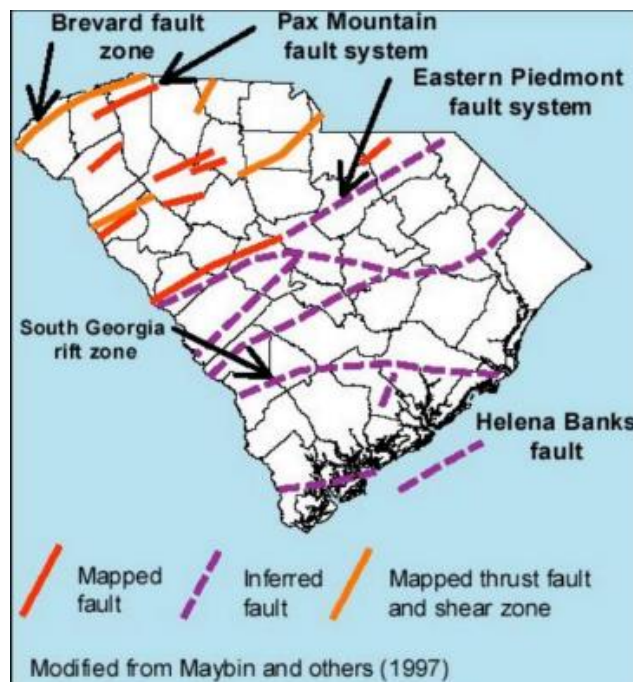 Brevard fault
zone
Pax Mountain
fault system
Eastern Piedmont
fault system
South Georgia
rift zone
Helena Banks
fault
Mapped
fault
Inferred
fault
Mapped thrust fault
and shear zone
Modified from Maybin and others (1997)